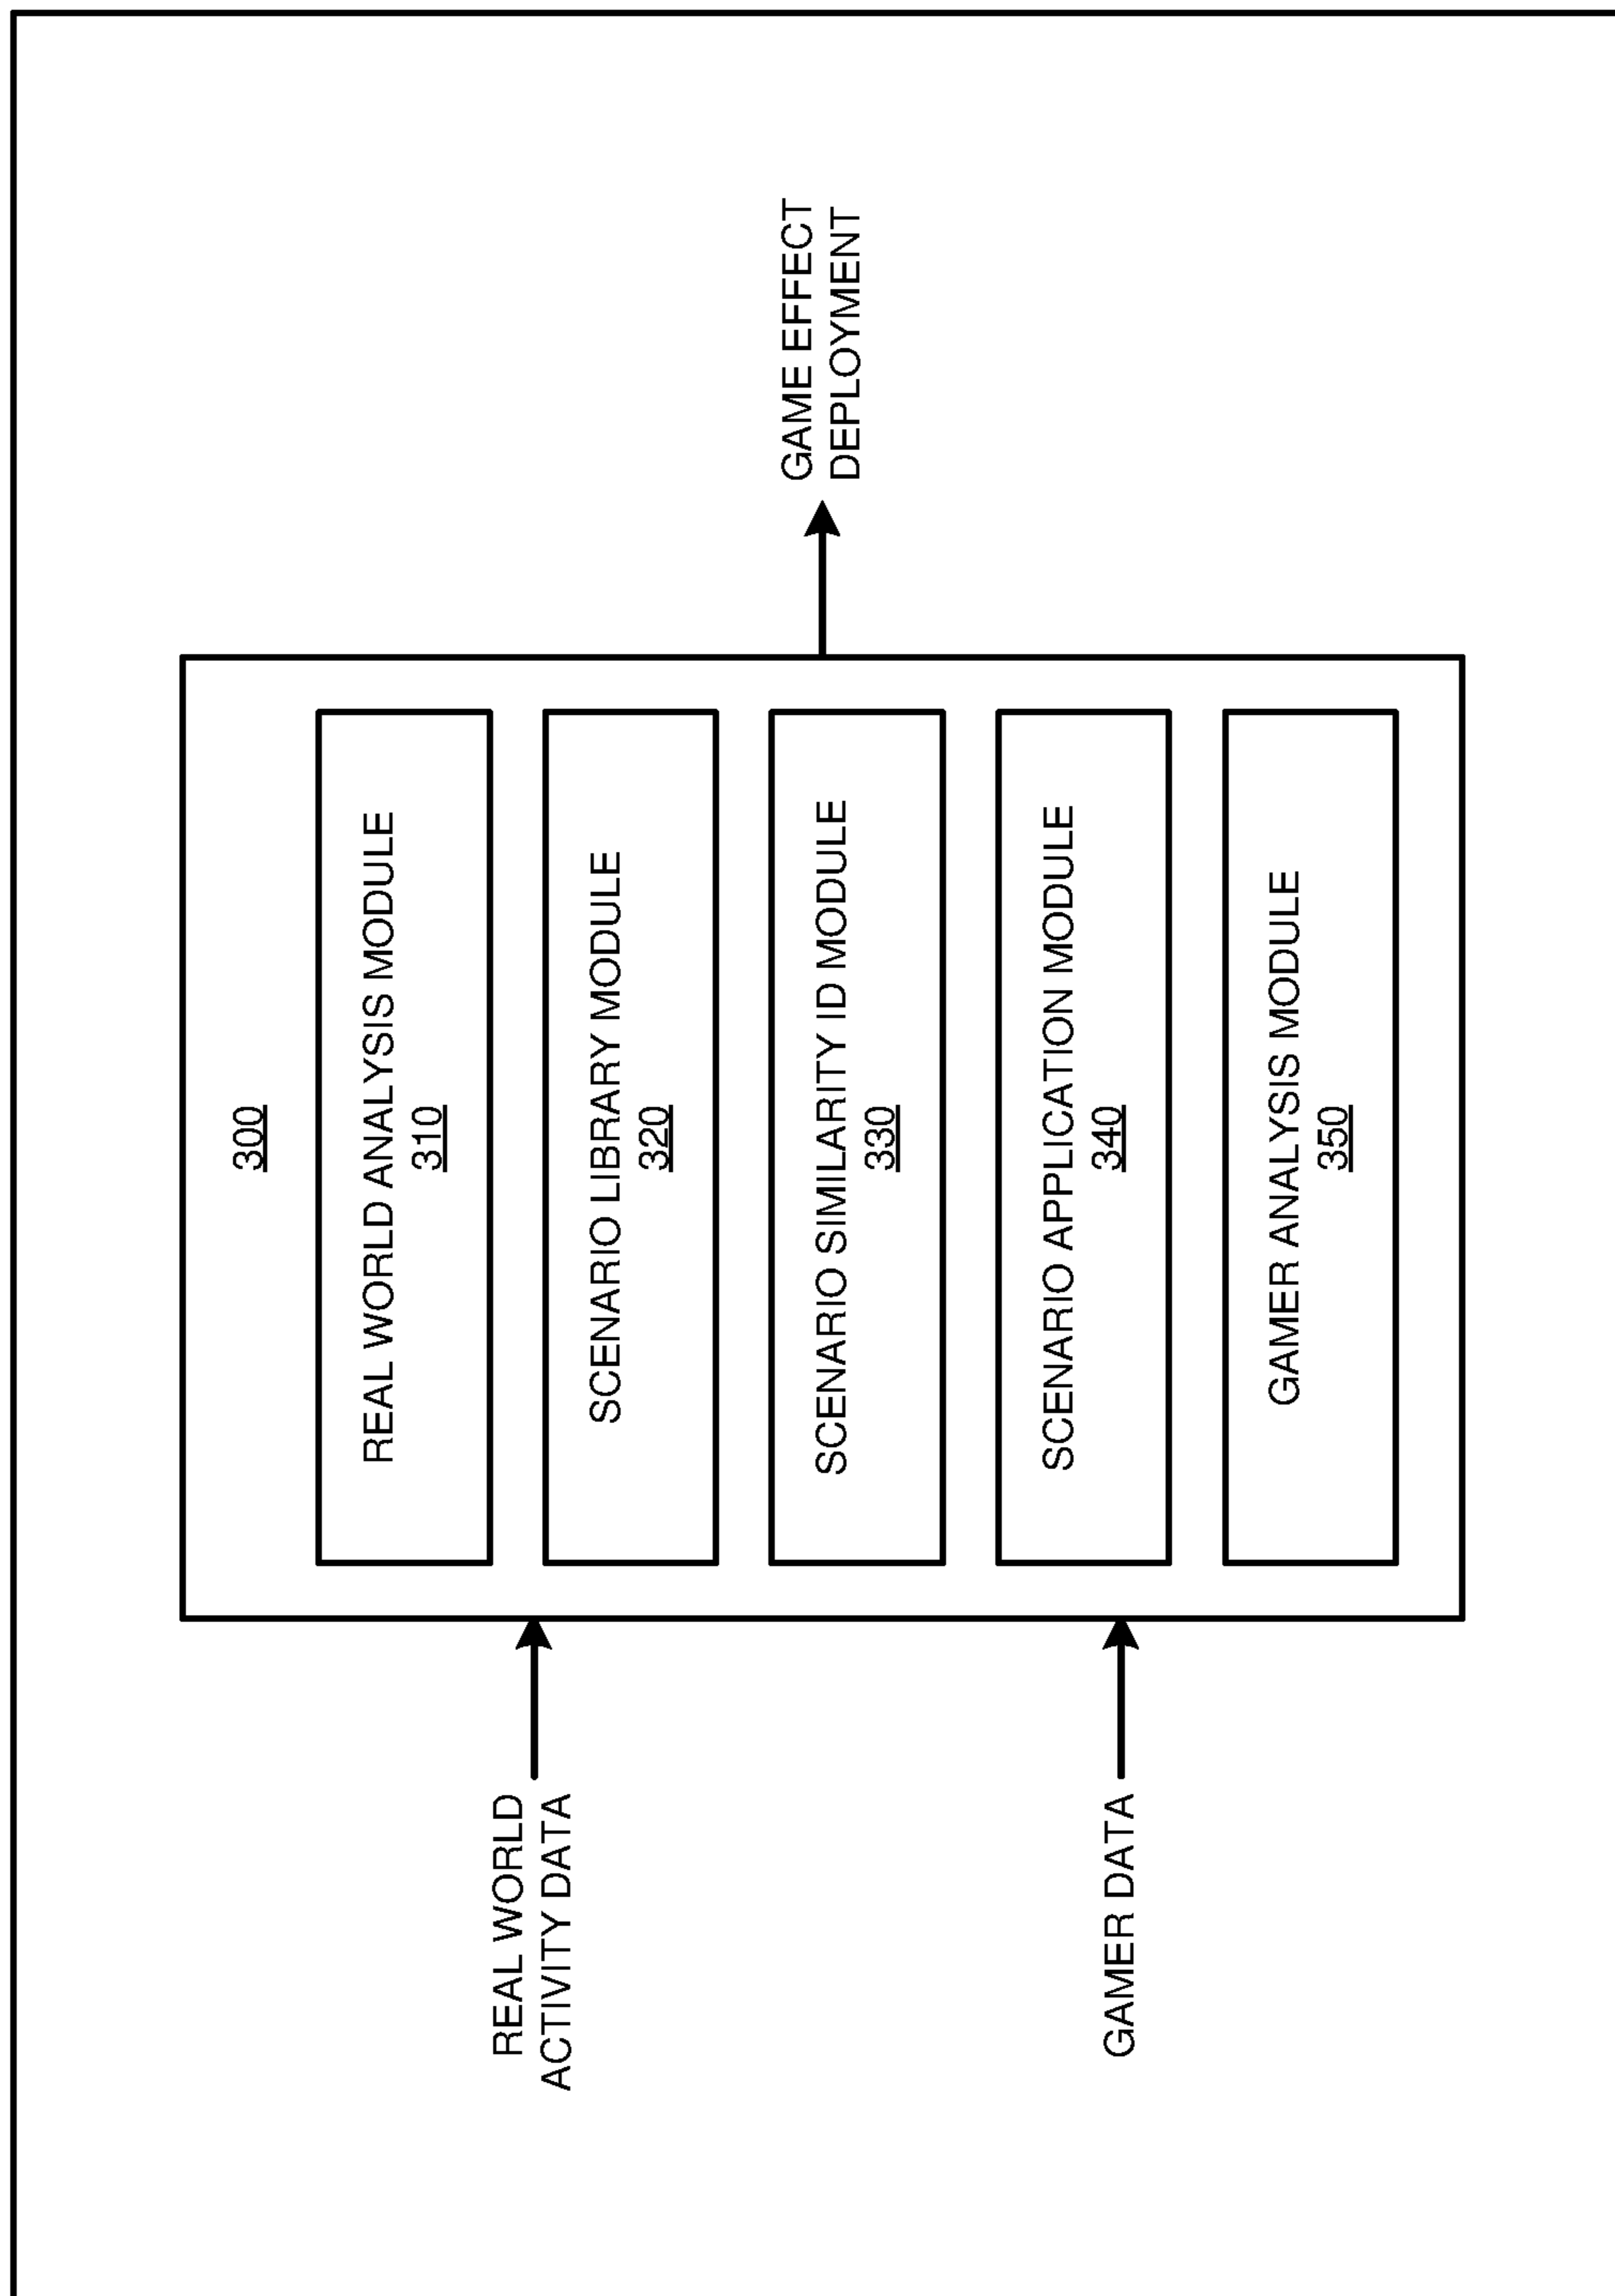 REAL WORLD
ACTIVITY DATA
GAMER DATA
300
REAL WORLD ANALYSIS MODULE
310
SCENARIO LIBRARY MODULE
320
SCENARIO SIMILARITY ID MODULE
330
SCENARIO APPLICATION MODULE
340
GAMER ANALYSIS MODULE
350
GAME EFFECT
DEPLOYMENT